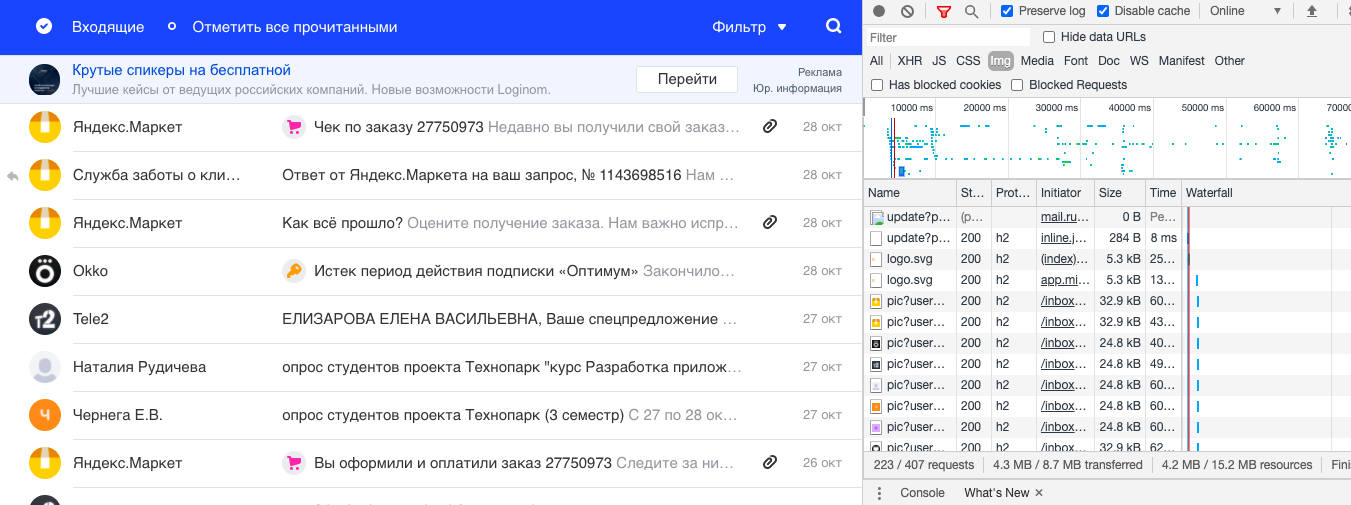 Входящие
Отметить все прочитанными
Фильтр
Крутые спикеры на бесплатной
Лучшие кейсы от ведущих российских компаний. Новые возможности Loginom.
Перейти
Реклама
Юр. информация
Яндекс.Маркет Чек по заказу 27750973 Недавно вы получили свой заказ… 28 окт
Служба заботы о кли… Ответ от Яндекс.Маркета на ваш запрос, № 1143698516 Нам … 28 окт
Яндекс.Маркет Как всё прошло? Оцените получение заказа. Нам важно испр… 28 окт
Okko Истек период действия подписки «Оптимум» Закончило… 28 окт
Tele2 ЕЛИЗАРОВА ЕЛЕНА ВАСИЛЬЕВНА, Ваше спецпредложение … 27 окт
Наталия Рудичева опрос студентов проекта Технопарк "курс Разработка прилож… 27 окт
Ч Чернега Е.В. опрос студентов проекта Технопарк (3 семестр) С 27 по 28 ок… 27 окт
Яндекс.Маркет Вы оформили и оплатили заказ 27750973 Следите за ни… 26 окт
Preserve log Disable cache Online
Filter Hide data URLs
All XHR JS CSS Img Media Font Doc WS Manifest Other
Has blocked cookies Blocked Requests
10000 ms 20000 ms 30000 ms 40000 ms 50000 ms 60000 ms 7000
Name St… Prot… Initiator Size Time Waterfall
update?p… (p… mail.ru… 0 B Pe…
update?p… 200 h2 inline.j… 284 B 8 ms
logo.svg 200 h2 (index)… 5.3 kB 25…
logo.svg 200 h2 app.mi… 5.3 kB 13…
pic?user… 200 h2 /inbox… 32.9 kB 60…
pic?user… 200 h2 /inbox… 32.9 kB 43…
pic?user… 200 h2 /inbox… 24.8 kB 40…
pic?user… 200 h2 /inbox… 24.8 kB 49…
pic?user… 200 h2 /inbox… 24.8 kB 60…
pic?user… 200 h2 /inbox… 24.8 kB 60…
pic?user… 200 h2 /inbox… 24.8 kB 60…
pic?user… 200 h2 /inbox… 32.9 kB 62…
223 / 407 requests 4.3 MB / 8.7 MB transferred 4.2 MB / 15.2 MB resources Fini
Console What's New